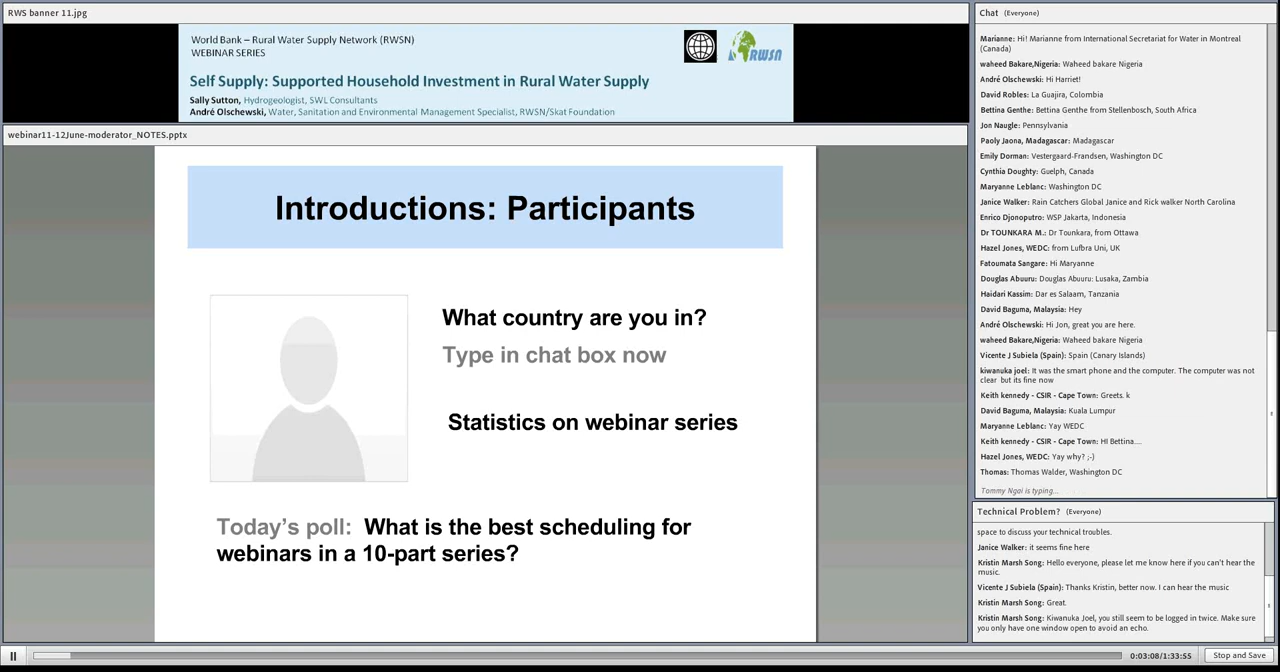 RWS banner 11.jpg
World Bank – Rural Water Supply Network (RWSN)
WEBINAR SERIES
RWSN
Self Supply: Supported Household Investment in Rural Water Supply
Sally Sutton, Hydrogeologist, SWL Consultants
André Olschewski, Water, Sanitation and Environmental Management Specialist, RWSN/Skat Foundation
webinar11-12June-moderator_NOTES.pptx
Introductions: Participants
What country are you in?
Type in chat box now
Statistics on webinar series
Today's poll: What is the best scheduling for
webinars in a 10-part series?
Chat (Everyone)
Marianne: Hi! Marianne from International Secretariat for Water in Montreal
(Canada)
waheed Bakare,Nigeria: Waheed bakare Nigeria
André Olschewski: Hi Harriet!
David Robles: La Guajira, Colombia
Bettina Genthe: Bettina Genthe from Stellenbosch, South Africa
Jon Naugle: Pennsylvania
Paoly Jaona, Madagascar: Madagascar
Emily Dorman: Vestergaard-Frandsen, Washington DC
Cynthia Doughty: Guelph, Canada
Maryanne Leblanc: Washington DC
Janice Walker: Rain Catchers Global Janice and Rick walker North Carolina
Enrico Djonoputro: WSP Jakarta, Indonesia
Dr TOUNKARA M.: Dr Tounkara, from Ottawa
Hazel Jones, WEDC: from Lufbra Uni, UK
Fatoumata Sangare: Hi Maryanne
Douglas Abuuru: Douglas Abuuru: Lusaka, Zambia
Haidari Kassim: Dar es Salaam, Tanzania
David Baguma, Malaysia: Hey
André Olschewski: Hi Jon, great you are here.
waheed Bakare,Nigeria: Waheed bakare Nigeria
Vicente J Subiela (Spain): Spain (Canary Islands)
kiwanuka joel: It was the smart phone and the computer. The computer was not
clear but its fine now
Keith kennedy - CSIR - Cape Town: Greets. k
David Baguma, Malaysia: Kuala Lumpur
Maryanne Leblanc: Yay WEDC
Keith kennedy - CSIR - Cape Town: HI Bettina....
Hazel Jones, WEDC: Yay why? ;-)
Thomas: Thomas Walder, Washington DC
Tommy Ngai is typing...
Technical Problem? (Everyone)
space to discuss your technical troubles.
Janice Walker: it seems fine here
Kristin Marsh Song: Hello everyone, please let me know here if you can't hear the
music.
Vicente J Subiela (Spain): Thanks Kristin, better now. I can hear the music
Kristin Marsh Song: Great.
Kristin Marsh Song: Kiwanuka Joel, you still seem to be logged in twice. Make sure
you only have one window open to avoid an echo.
0:03:08/1:33:55
Stop and Save